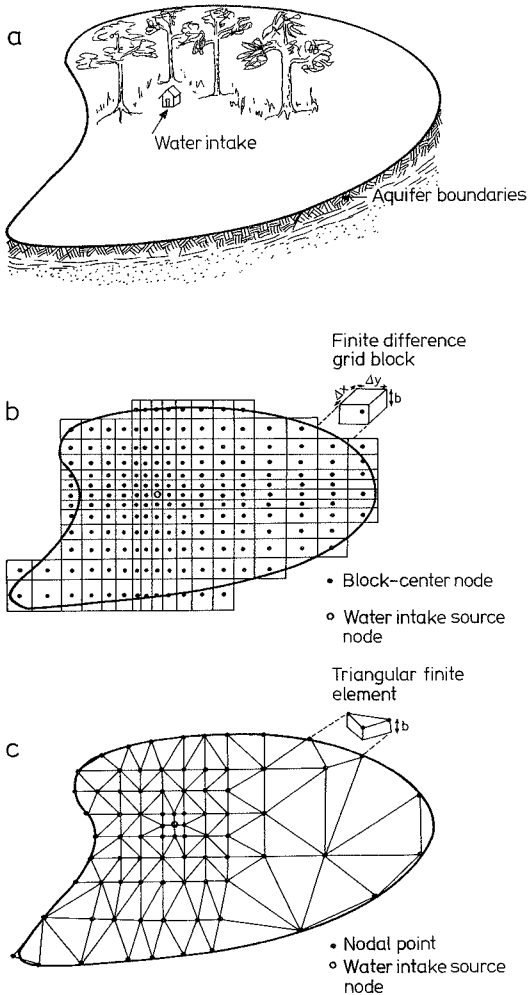 a
Water intake
Aquifer boundaries
Finite difference
grid block
Δx
Δy
b
b
Block-center node
Water intake source
node
Triangular finite
element
b
c
Nodal point
Water intake source
node